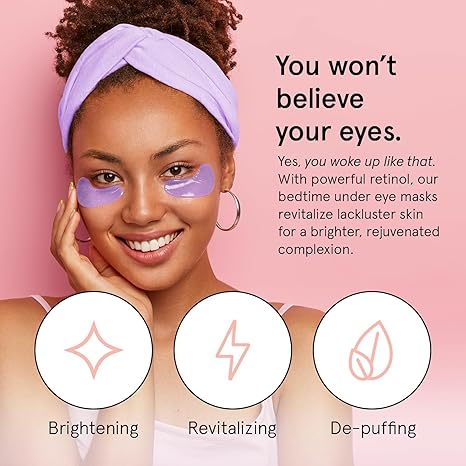 You won't
believe
your eyes.
Yes, you woke up like that.
With powerful retinol, our
bedtime under eye masks
revitalize lackluster skin
for a brighter, rejuvenated
complexion.
Brightening
Revitalizing
De-puffing